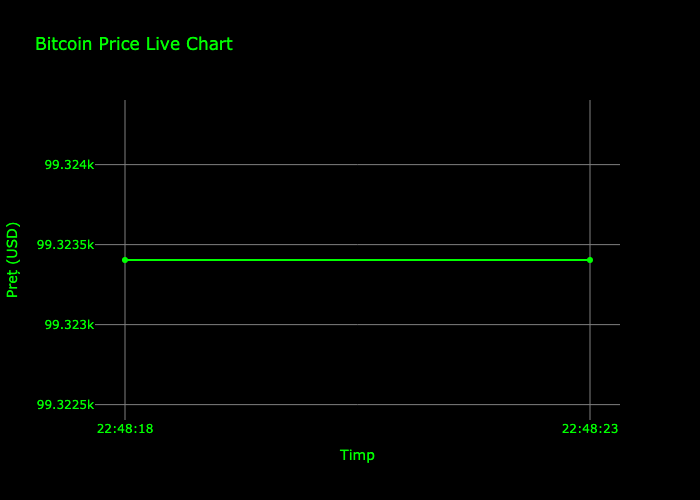 Bitcoin Price Live Chart
99.324k
99.3235k
99.323k
99.3225k
Preț (USD)
22:48:18 22:48:23
Timp